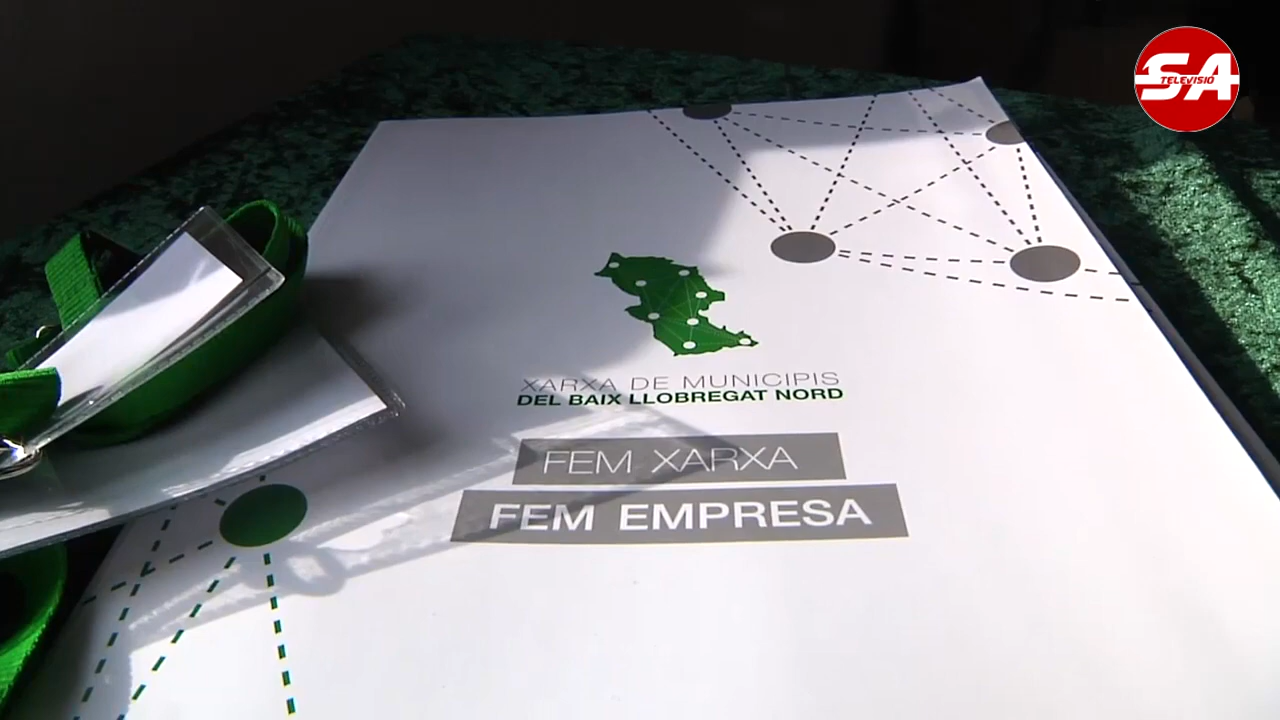 SA
TELEVISIÓ
XARXA DE MUNICIPIS
DEL BAIX LLOBREGAT NORD
FEM XARXA
FEM EMPRESA